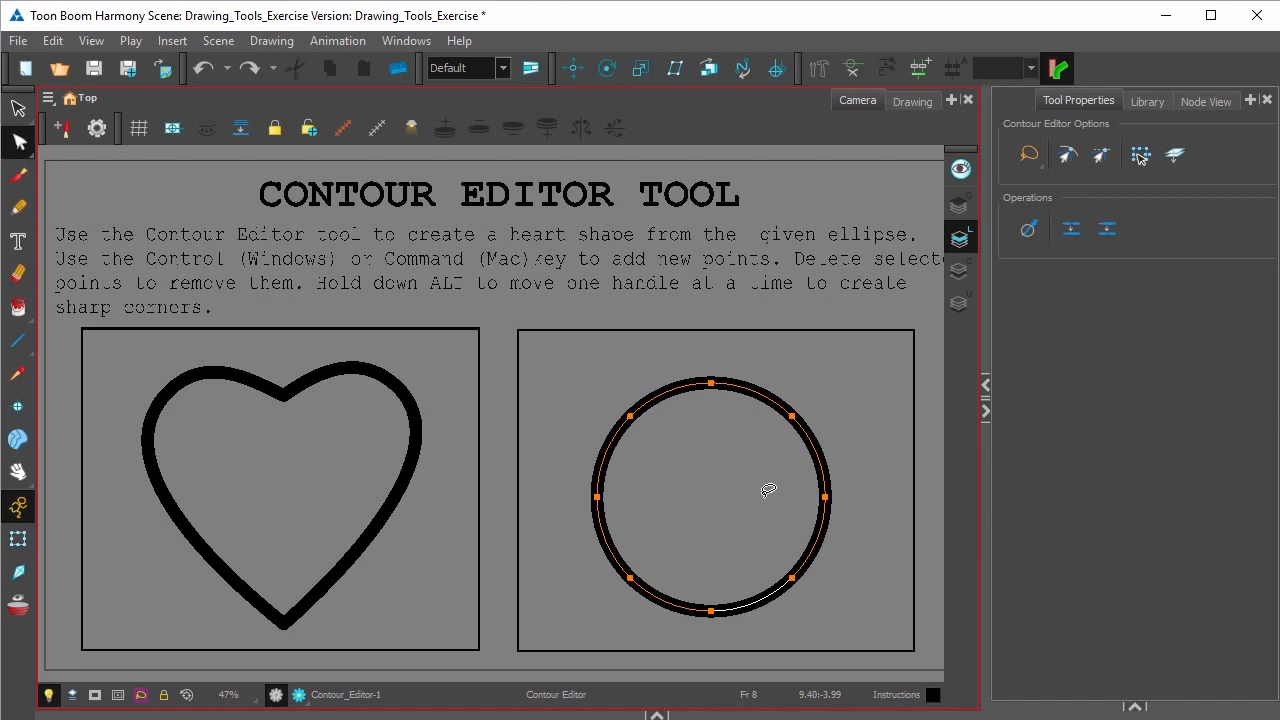 Toon Boom Harmony Scene: Drawing_Tools_Exercise Version: Drawing_Tools_Exercise *
File Edit View Play Insert Scene Drawing Animation Windows Help
Default
Top Camera Drawing
Tool Properties Library Node View
Contour Editor Options
Operations
CONTOUR EDITOR TOOL
Use the Contour Editor tool to create a heart shape from the given ellipse.
Use the Control (Windows) or Command (Mac)key to add new points. Delete selecte
points to remove them. Hold down ALT to move one handle at a time to create
sharp corners.
47% Contour_Editor-1 Contour Editor Fr 8 9.40:-3.99 Instructions